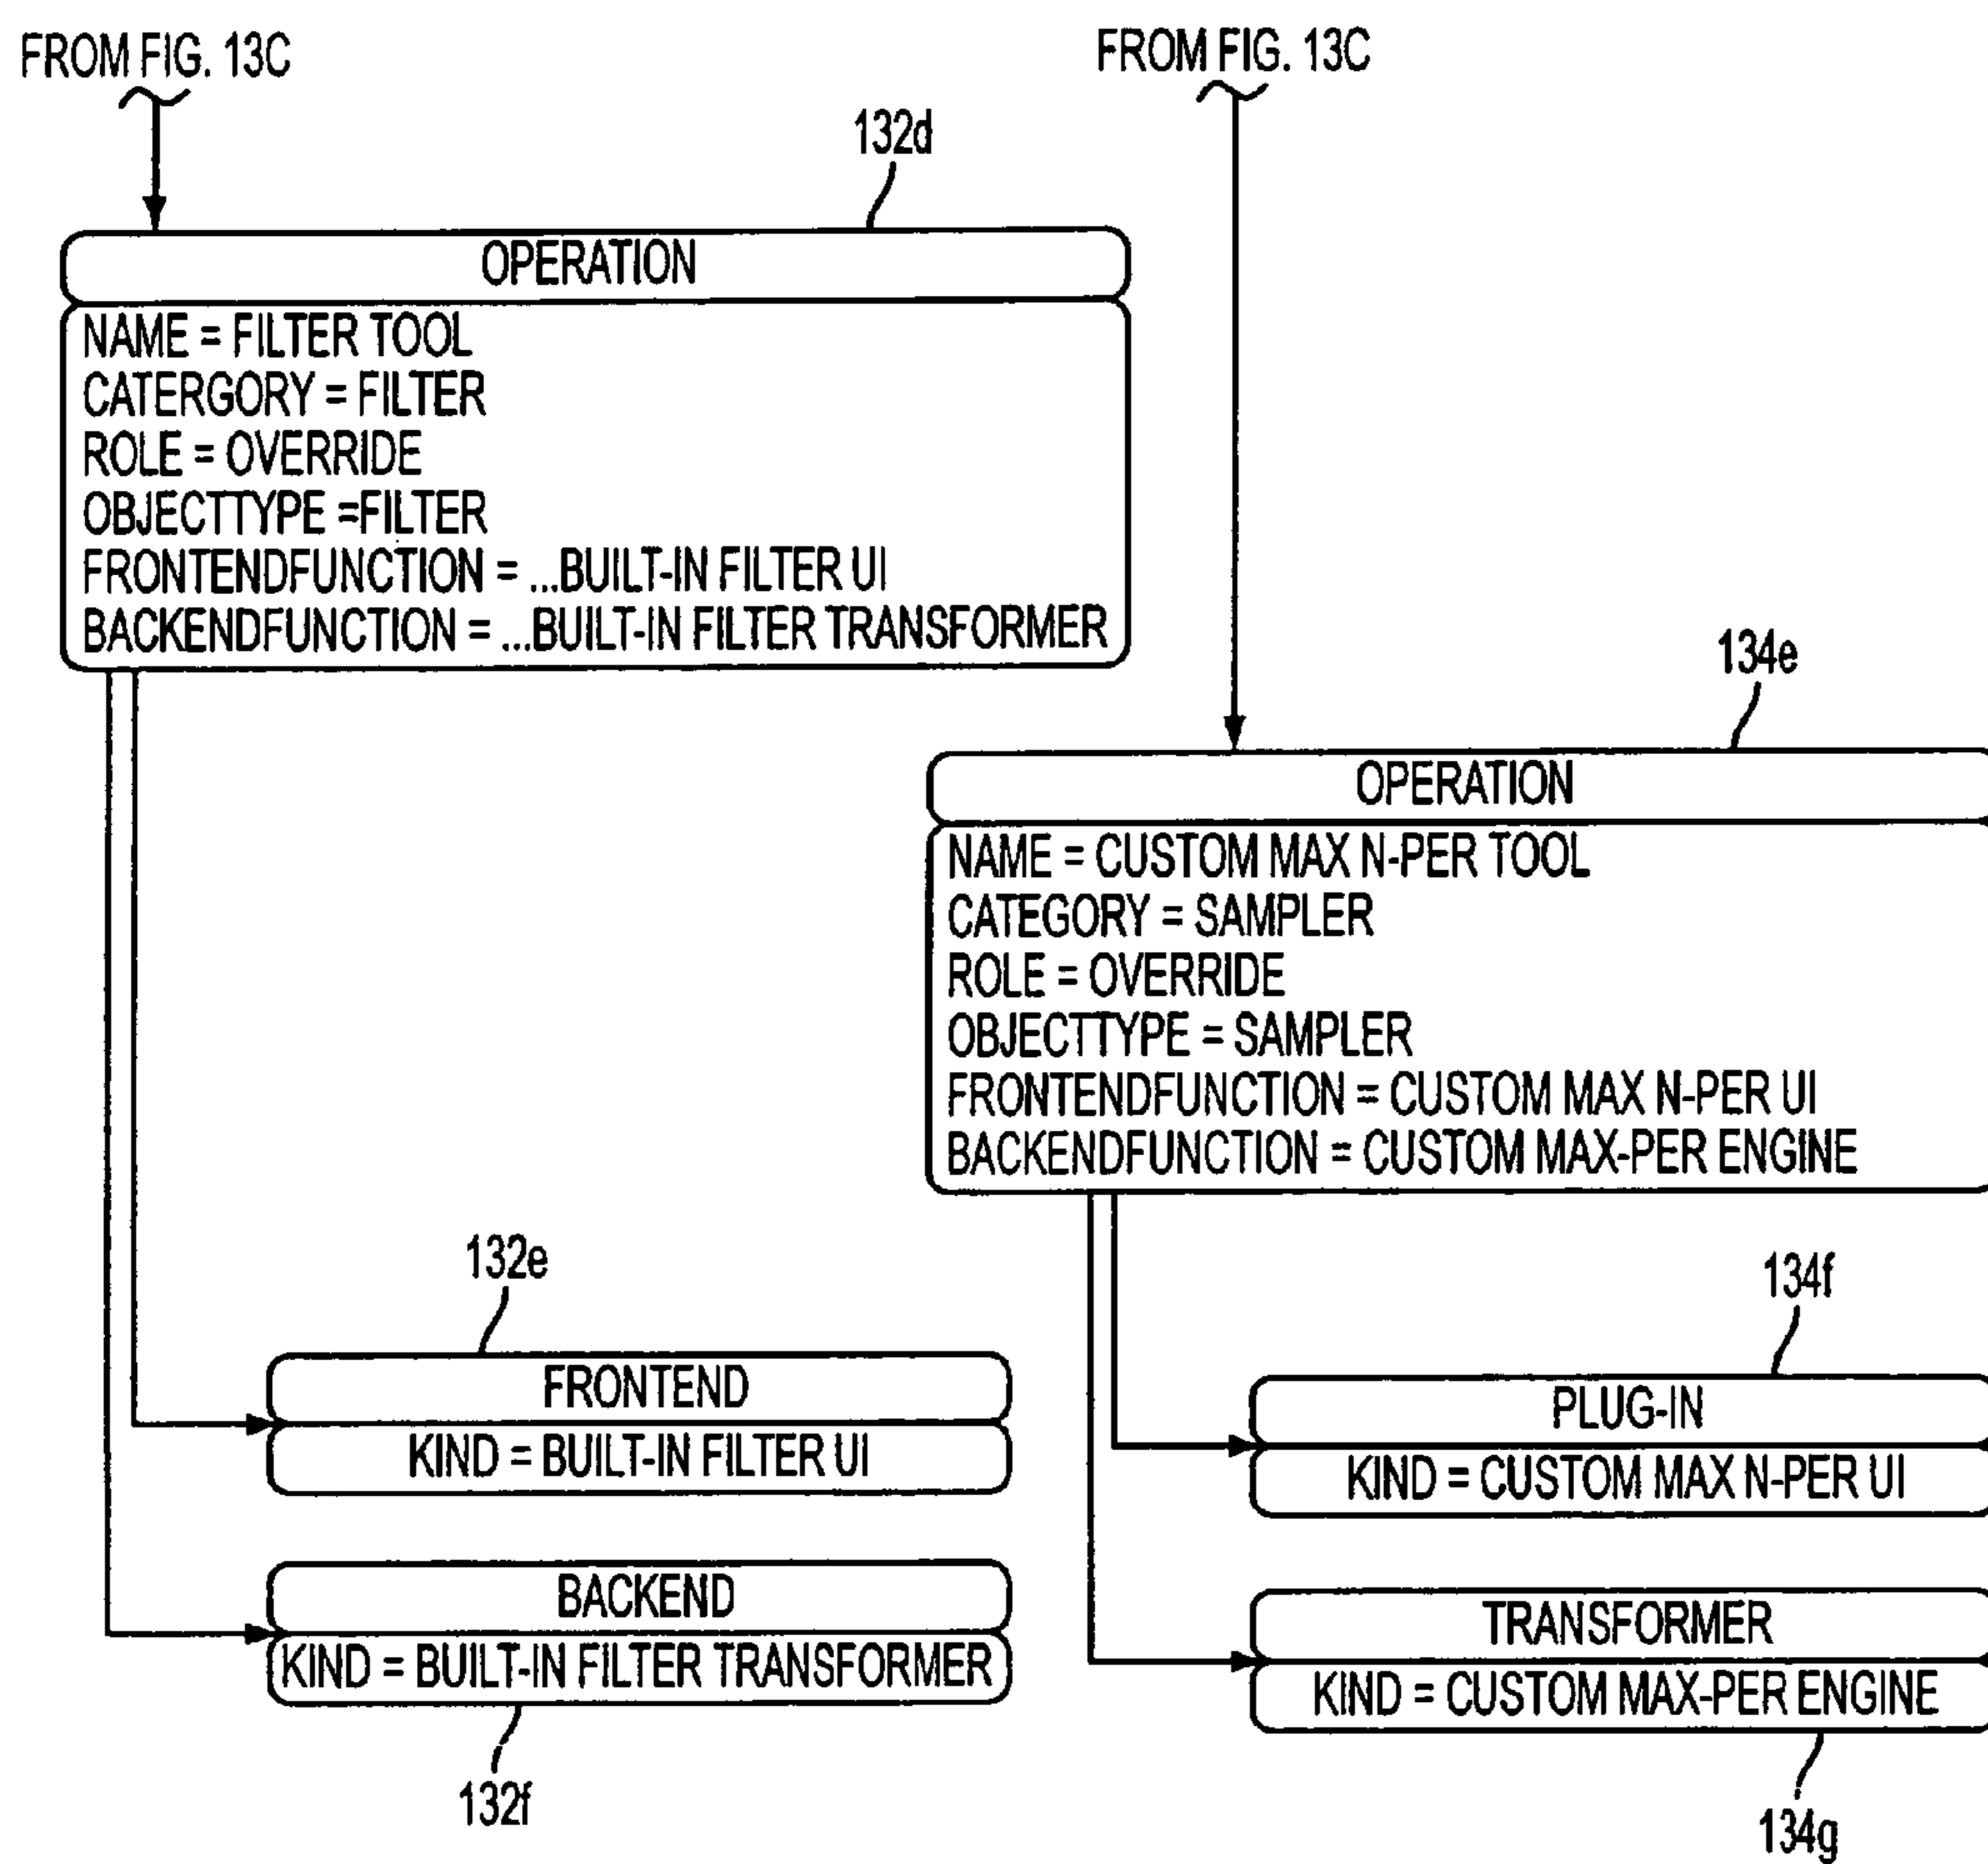 FROM FIG. 13C
FROM FIG. 13C
132d
OPERATION
NAME = FILTER TOOL
CATERGORY = FILTER
ROLE = OVERRIDE
OBJECTTYPE =FILTER
FRONTENDFUNCTION = ...BUILT-IN FILTER UI
BACKENDFUNCTION = ...BUILT-IN FILTER TRANSFORMER
134e
OPERATION
NAME = CUSTOM MAX N-PER TOOL
CATEGORY = SAMPLER
ROLE = OVERRIDE
OBJECTTYPE = SAMPLER
FRONTENDFUNCTION = CUSTOM MAX N-PER UI
BACKENDFUNCTION = CUSTOM MAX-PER ENGINE
132e
FRONTEND
KIND = BUILT-IN FILTER UI
BACKEND
KIND = BUILT-IN FILTER TRANSFORMER
132f
134f
PLUG-IN
KIND = CUSTOM MAX N-PER UI
TRANSFORMER
KIND = CUSTOM MAX-PER ENGINE
134g